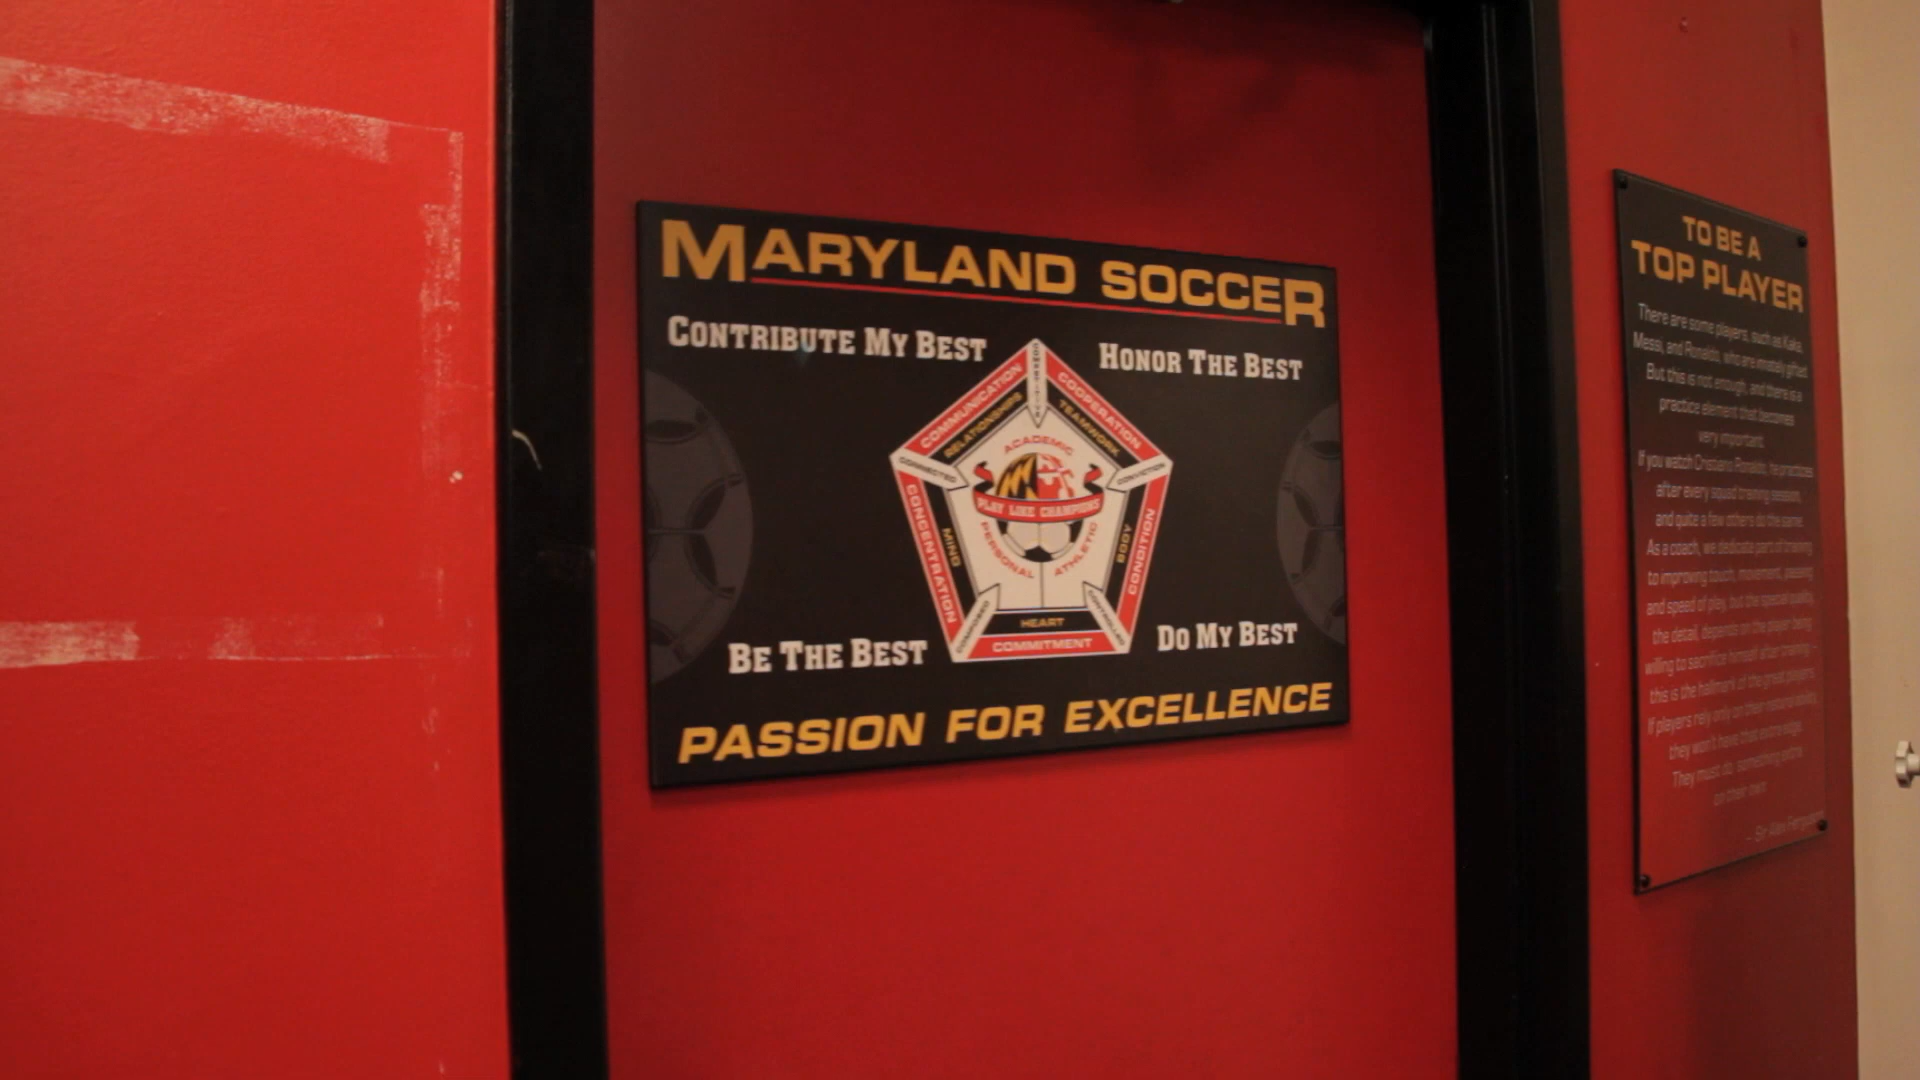 MARYLAND SOCCER
CONTRIBUTE MY BEST
HONOR THE BEST
COMPETITIVE
COMMUNICATION
RELATIONSHIPS
COOPERATION
TEAMWORK
CONNECTED
CONVICTION
ACADEMIC
PLAY LIKE CHAMPIONS
PERSONAL
ATHLETIC
CONCENTRATION
MIND
BODY
CONDITION
COMPOSED
CONTROLLED
HEART
COMMITMENT
BE THE BEST
DO MY BEST
PASSION FOR EXCELLENCE
TO BE A
TOP PLAYER
There are some players, such as Kaka,
Messi, and Ronaldo, who are innately gifted.
But this is not enough, and there is a
practice element that becomes
very important.
If you watch Cristiano Ronaldo, he practices
after every squad training session,
and quite a few others do the same.
As a coach, we dedicate part of training
to improving touch, movement, passing
and speed of play, but the special quality,
the detail, depends on the player being
willing to sacrifice himself after training –
this is the hallmark of the great players.
If players rely only on their natural ability,
they won't have that extra edge.
They must do something extra
on their own.
– Sir Alex Ferguson